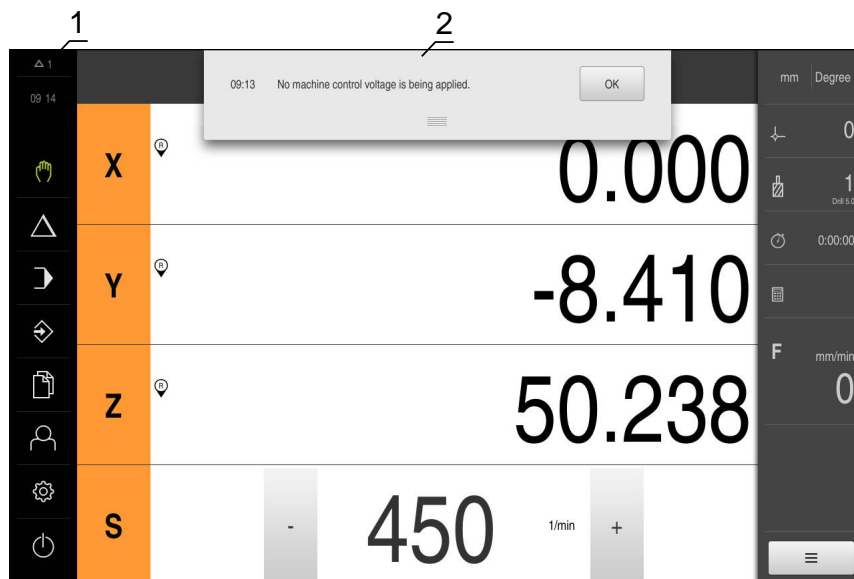 1
2
△ 1
09 14
09:13 No machine control voltage is being applied. OK
mm Degree
X R 0.000
0
1
Drill 5.0
Y R -8.410
0:00:00
Z R 50.238
F mm/min
0
S - 450 1/min +